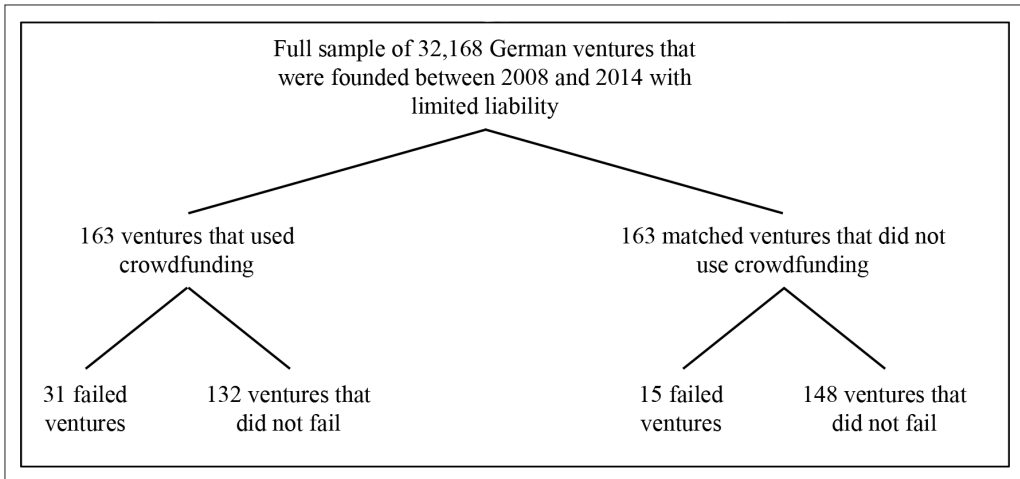 Full sample of 32,168 German ventures that
were founded between 2008 and 2014 with
limited liability
163 ventures that used
crowdfunding
163 matched ventures that did not
use crowdfunding
31 failed
ventures
132 ventures that
did not fail
15 failed
ventures
148 ventures that
did not fail